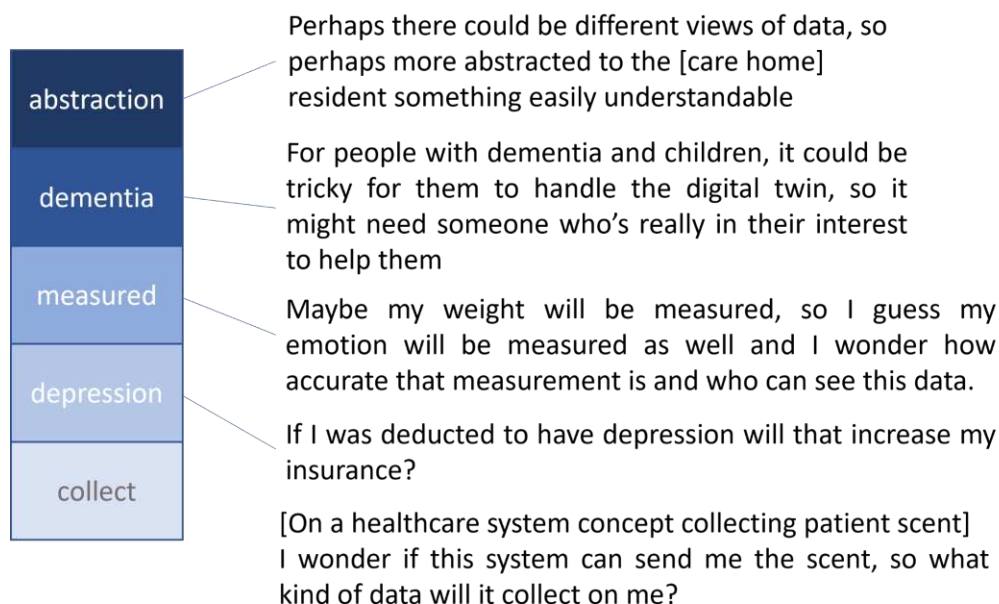 abstraction
Perhaps there could be different views of data, so
perhaps more abstracted to the [care home]
resident something easily understandable
dementia
For people with dementia and children, it could be
tricky for them to handle the digital twin, so it
might need someone who’s really in their interest
to help them
measured
Maybe my weight will be measured, so I guess my
emotion will be measured as well and I wonder how
accurate that measurement is and who can see this data.
depression
If I was deducted to have depression will that increase my
insurance?
collect
[On a healthcare system concept collecting patient scent]
I wonder if this system can send me the scent, so what
kind of data will it collect on me?